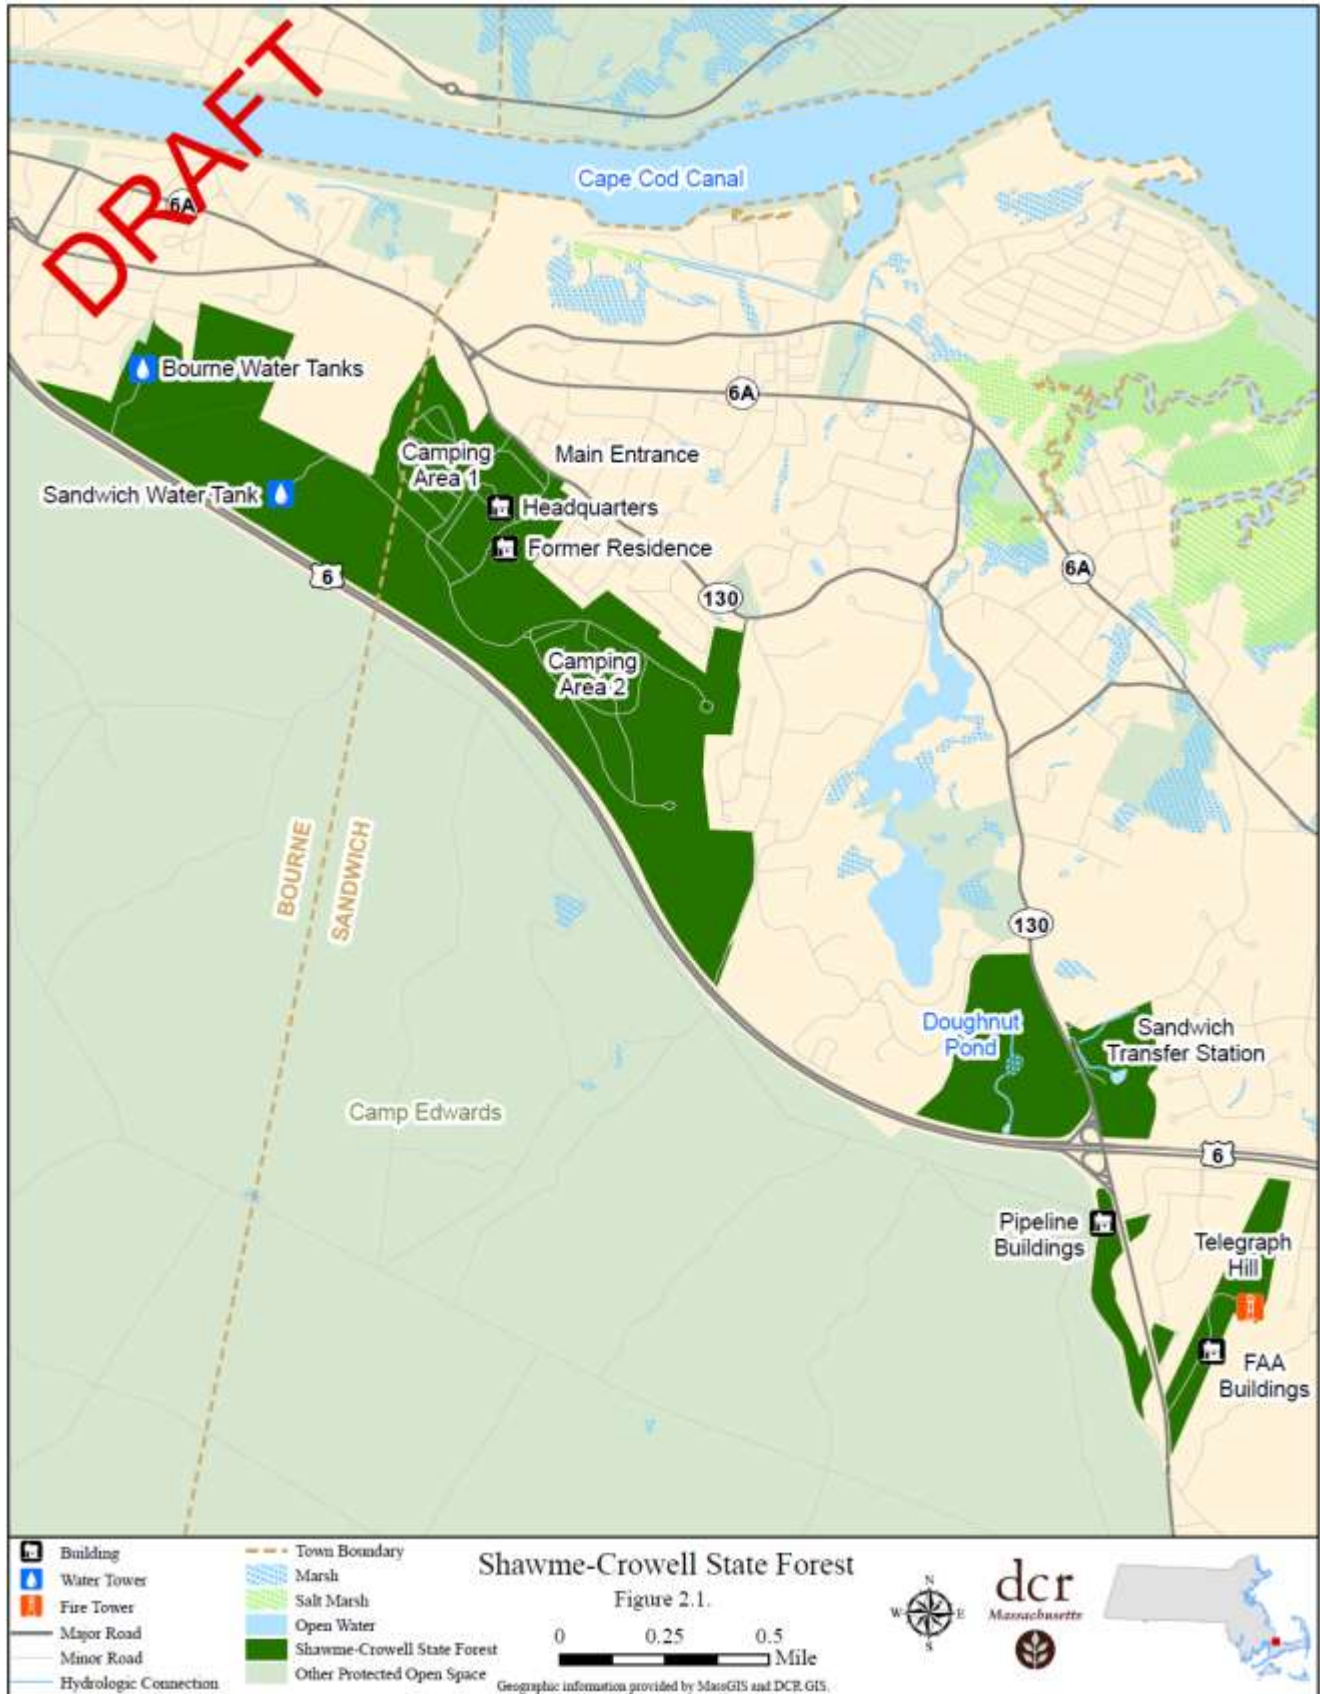 DRAFT
Cape Cod Canal
6A
Bourne Water Tanks
6A
Camping
Area 1
Main Entrance
Sandwich Water Tank
Headquarters
Former Residence
6
6A
130
Camping
Area 2
BOURNE
SANDWICH
130
Doughnut
Pond
Sandwich
Transfer Station
Camp Edwards
6
Pipeline
Buildings
Telegraph
Hill
FAA
Buildings
Building
Water Tower
Fire Tower
Major Road
Minor Road
Hydrologic Connection
Town Boundary
Marsh
Salt Marsh
Open Water
Shawme-Crowell State Forest
Other Protected Open Space
Shawme-Crowell State Forest
Figure 2.1.
0 0.25 0.5
Mile
Geographic information provided by MassGIS and DCR GIS.
N
W E
S
dcr
Massachusetts